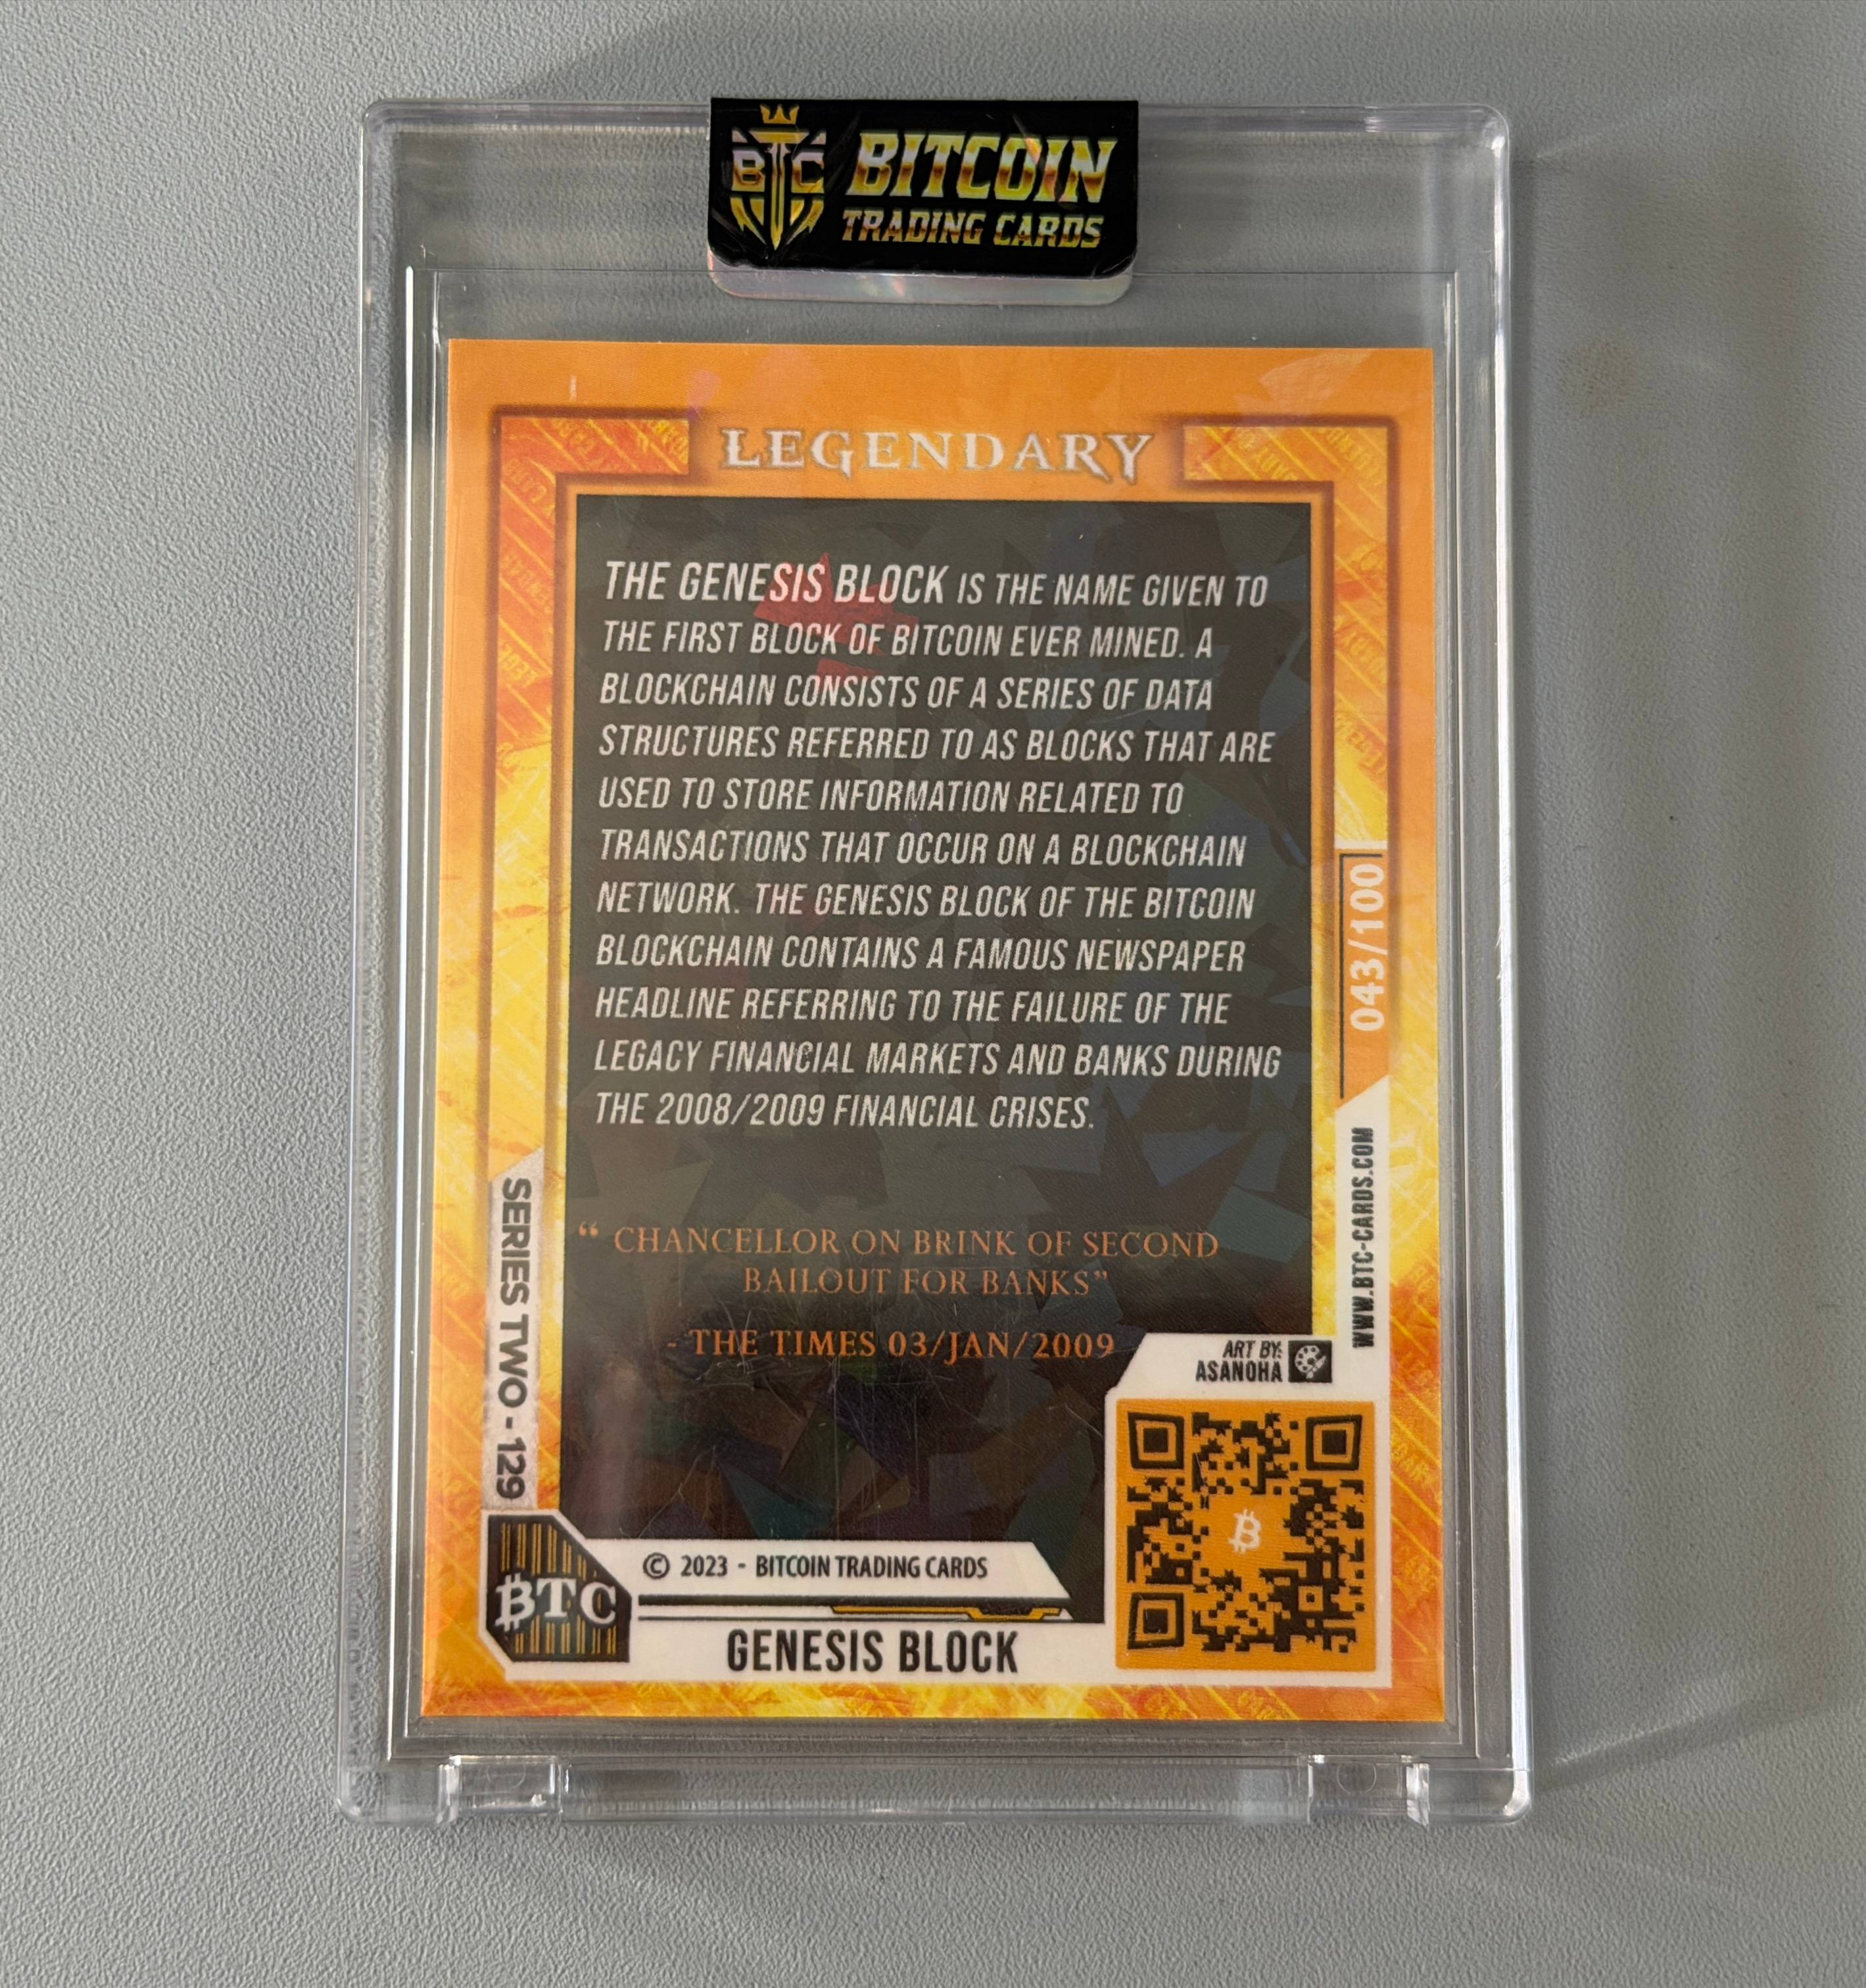 BTC
BITCOIN
TRADING CARDS
LEGENDARY
THE GENESIS BLOCK IS THE NAME GIVEN TO
THE FIRST BLOCK OF BITCOIN EVER MINED. A
BLOCKCHAIN CONSISTS OF A SERIES OF DATA
STRUCTURES REFERRED TO AS BLOCKS THAT ARE
USED TO STORE INFORMATION RELATED TO
TRANSACTIONS THAT OCCUR ON A BLOCKCHAIN
NETWORK. THE GENESIS BLOCK OF THE BITCOIN
BLOCKCHAIN CONTAINS A FAMOUS NEWSPAPER
HEADLINE REFERRING TO THE FAILURE OF THE
LEGACY FINANCIAL MARKETS AND BANKS DURING
THE 2008/2009 FINANCIAL CRISES.
“ CHANCELLOR ON BRINK OF SECOND
BAILOUT FOR BANKS”
- THE TIMES 03/JAN/2009
043/100
WWW.BTC-CARDS.COM
SERIES TWO - 129
ART BY:
ASANOHA
₿TC
© 2023 - BITCOIN TRADING CARDS
GENESIS BLOCK
₿